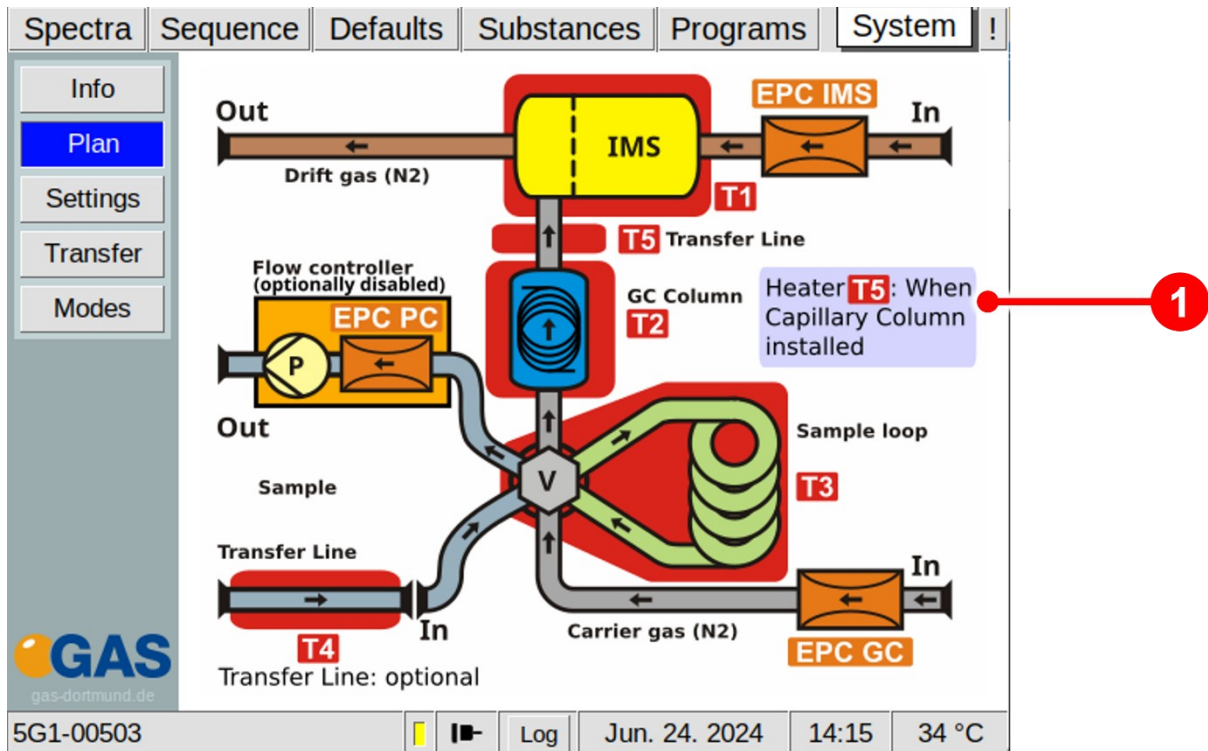 Spectra
Sequence
Defaults
Substances
Programs
System
!
Info
Plan
Settings
Transfer
Modes
Out
EPC IMS
In
IMS
Drift gas (N2)
T1
T5 Transfer Line
Flow controller
(optionally disabled)
EPC PC
GC Column
T2
Heater T5: When
Capillary Column
installed
1
P
Out
Sample loop
V
Sample
T3
Transfer Line
In
In
Carrier gas (N2)
T4
EPC GC
Transfer Line: optional
GAS
gas-dortmund.de
5G1-00503
Log
Jun. 24. 2024
14:15
34 °C